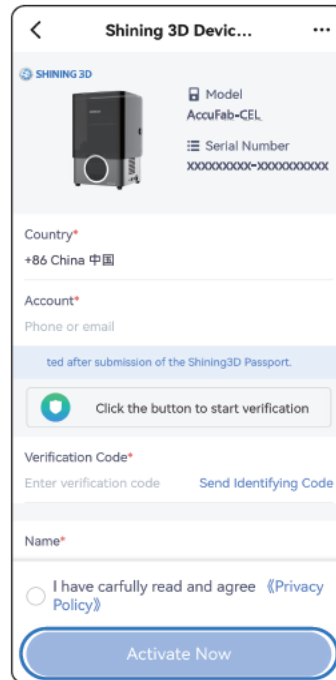 Shining 3D Devic...
SHINING 3D
Model
AccuFab-CEL
Serial Number
XXXXXXXXX-XXXXXXXXXX
Country*
+86 China 中国
Account*
Phone or email
ted after submission of the Shining3D Passport.
Click the button to start verification
Verification Code*
Enter verification code Send Identifying Code
Name*
I have carfully read and agree 《Privacy
Policy》
Activate Now